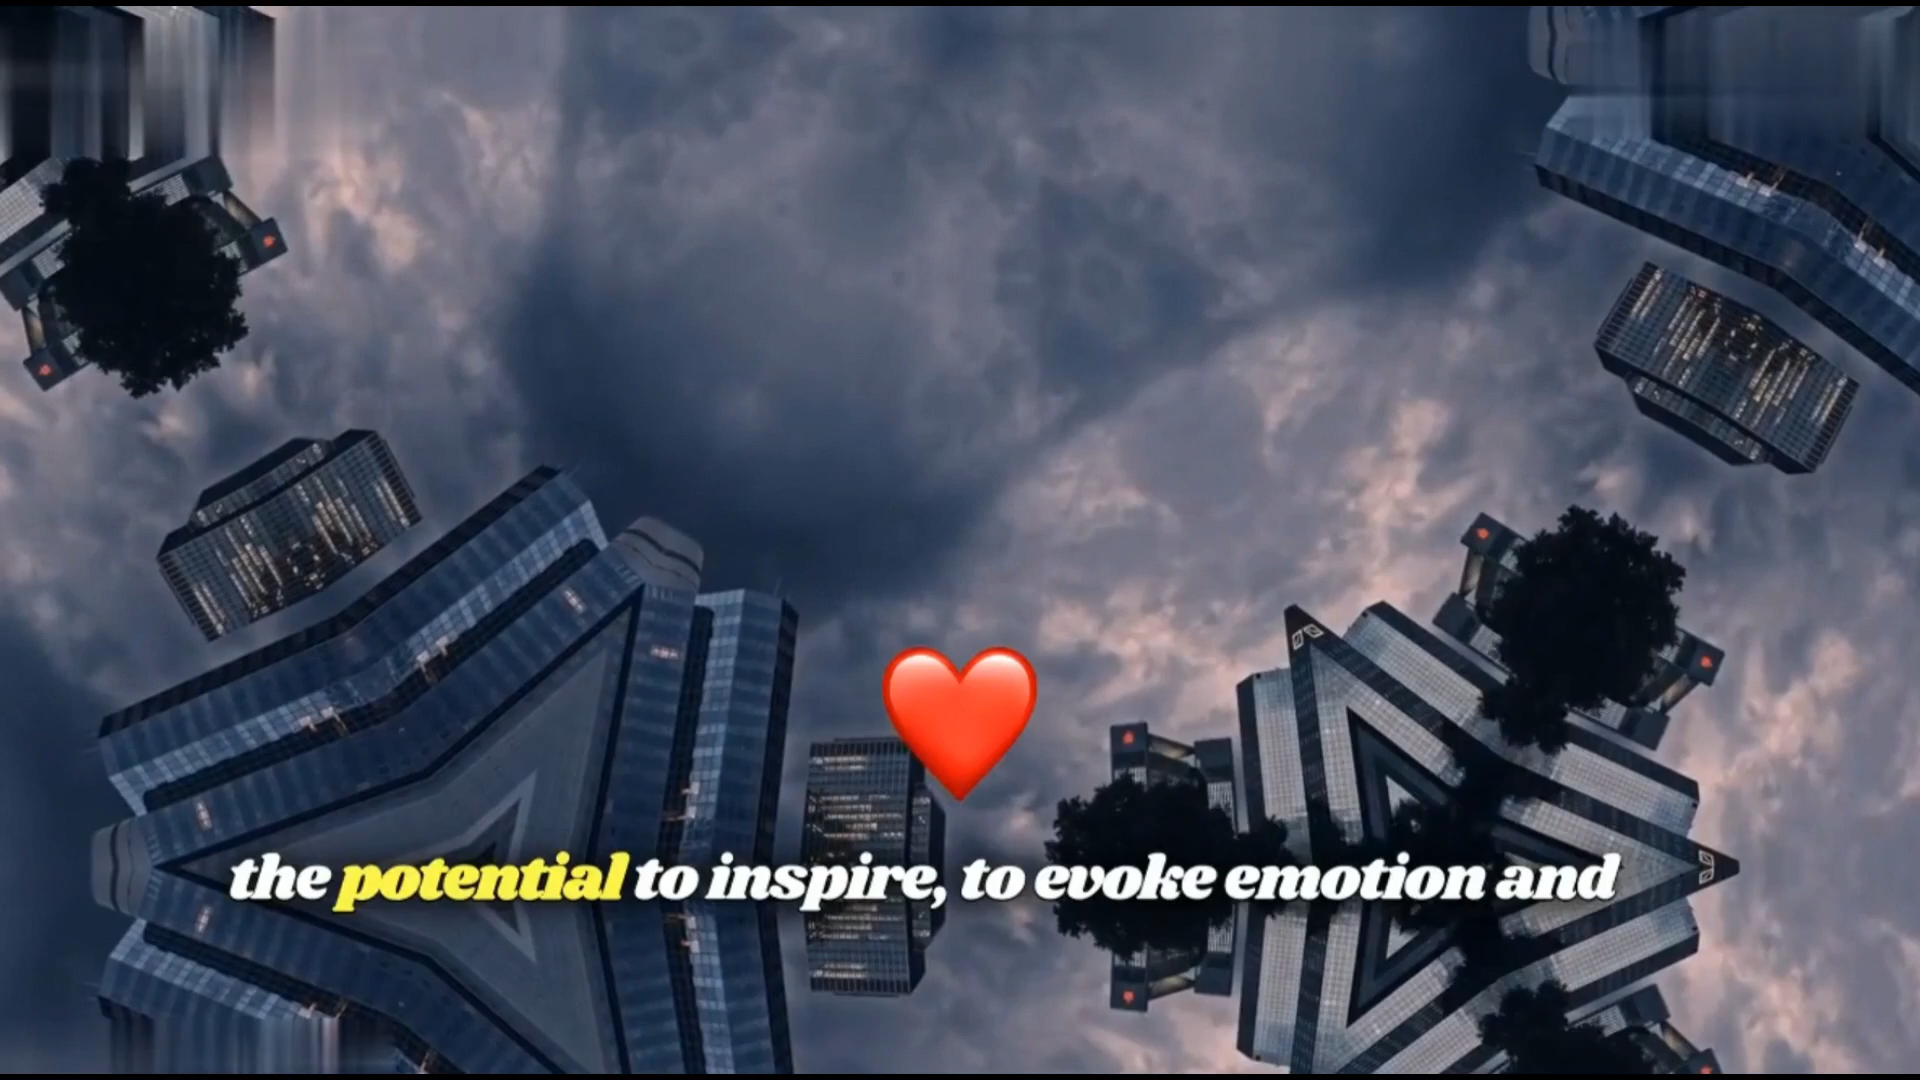 the potential to inspire, to evoke emotion and